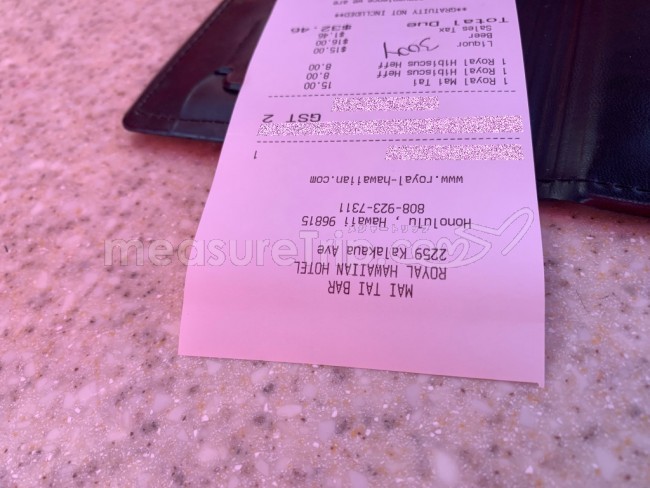 MAI TAI BAR
ROYAL HAWAIIAN HOTEL
2259 Kalakaua Ave
Honolulu , Hawaii 96815
808-923-7311
www.royal-hawaiian.com
1
GST 2
1 Royal Mai Tai 15.00
1 Royal Hibiscus Heff 8.00
1 Royal Hibiscus Heff 8.00
Liquor $15.00
Beer $16.00
Sales Tax $1.46
Total Due $32.46
**GRATUITY NOT INCLUDED**
measureTrip.com